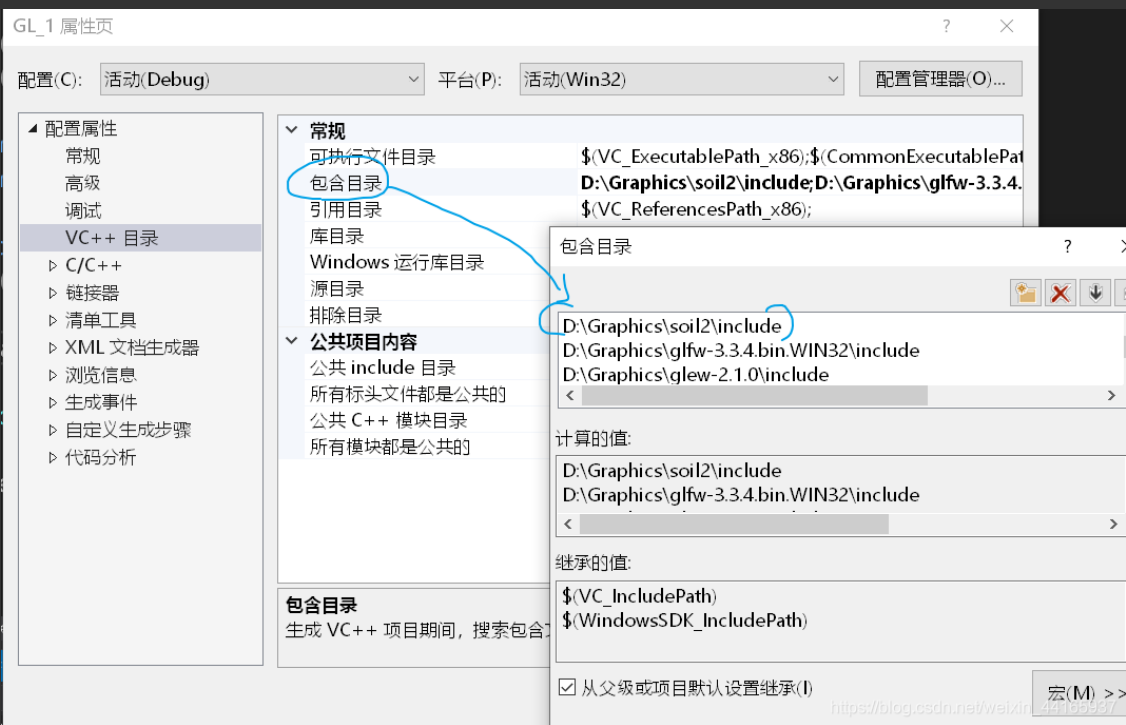 GL_1 属性页
配置(C): 活动(Debug) 平台(P): 活动(Win32) 配置管理器(O)...
配置属性
常规
高级
调试
VC++ 目录
C/C++
链接器
清单工具
XML 文档生成器
浏览信息
生成事件
自定义生成步骤
代码分析
常规
可执行文件目录 $(VC_ExecutablePath_x86);$(CommonExecutablePat
包含目录 D:\Graphics\soil2\include;D:\Graphics\glfw-3.3.4.
引用目录 $(VC_ReferencesPath_x86);
库目录
Windows 运行库目录
源目录
排除目录
公共项目内容
公共 include 目录
所有标头文件都是公共的
公共 C++ 模块目录
所有模块都是公共的
包含目录
生成 VC++ 项目期间，搜索包含
包含目录
D:\Graphics\soil2\include
D:\Graphics\glfw-3.3.4.bin.WIN32\include
D:\Graphics\glew-2.1.0\include
计算的值:
D:\Graphics\soil2\include
D:\Graphics\glfw-3.3.4.bin.WIN32\include
继承的值:
$(VC_IncludePath)
$(WindowsSDK_IncludePath)
从父级或项目默认设置继承(I)
宏(M) >>
https://blog.csdn.net/weixin_44165937